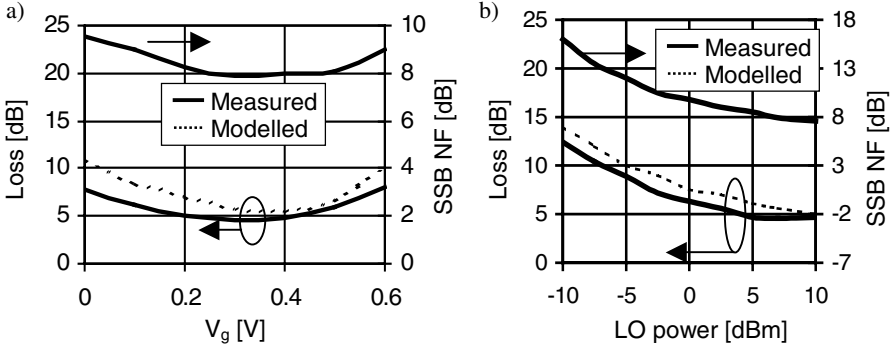 a)
25
20
15
10
5
0
Loss [dB]
10
8
6
4
2
0
SSB NF [dB]
Measured
Modelled
0
0.2
0.4
0.6
Vg [V]
b)
25
20
15
10
5
0
Loss [dB]
18
13
8
3
-2
-7
SSB NF [dB]
Measured
Modelled
-10
-5
0
5
10
LO power [dBm]